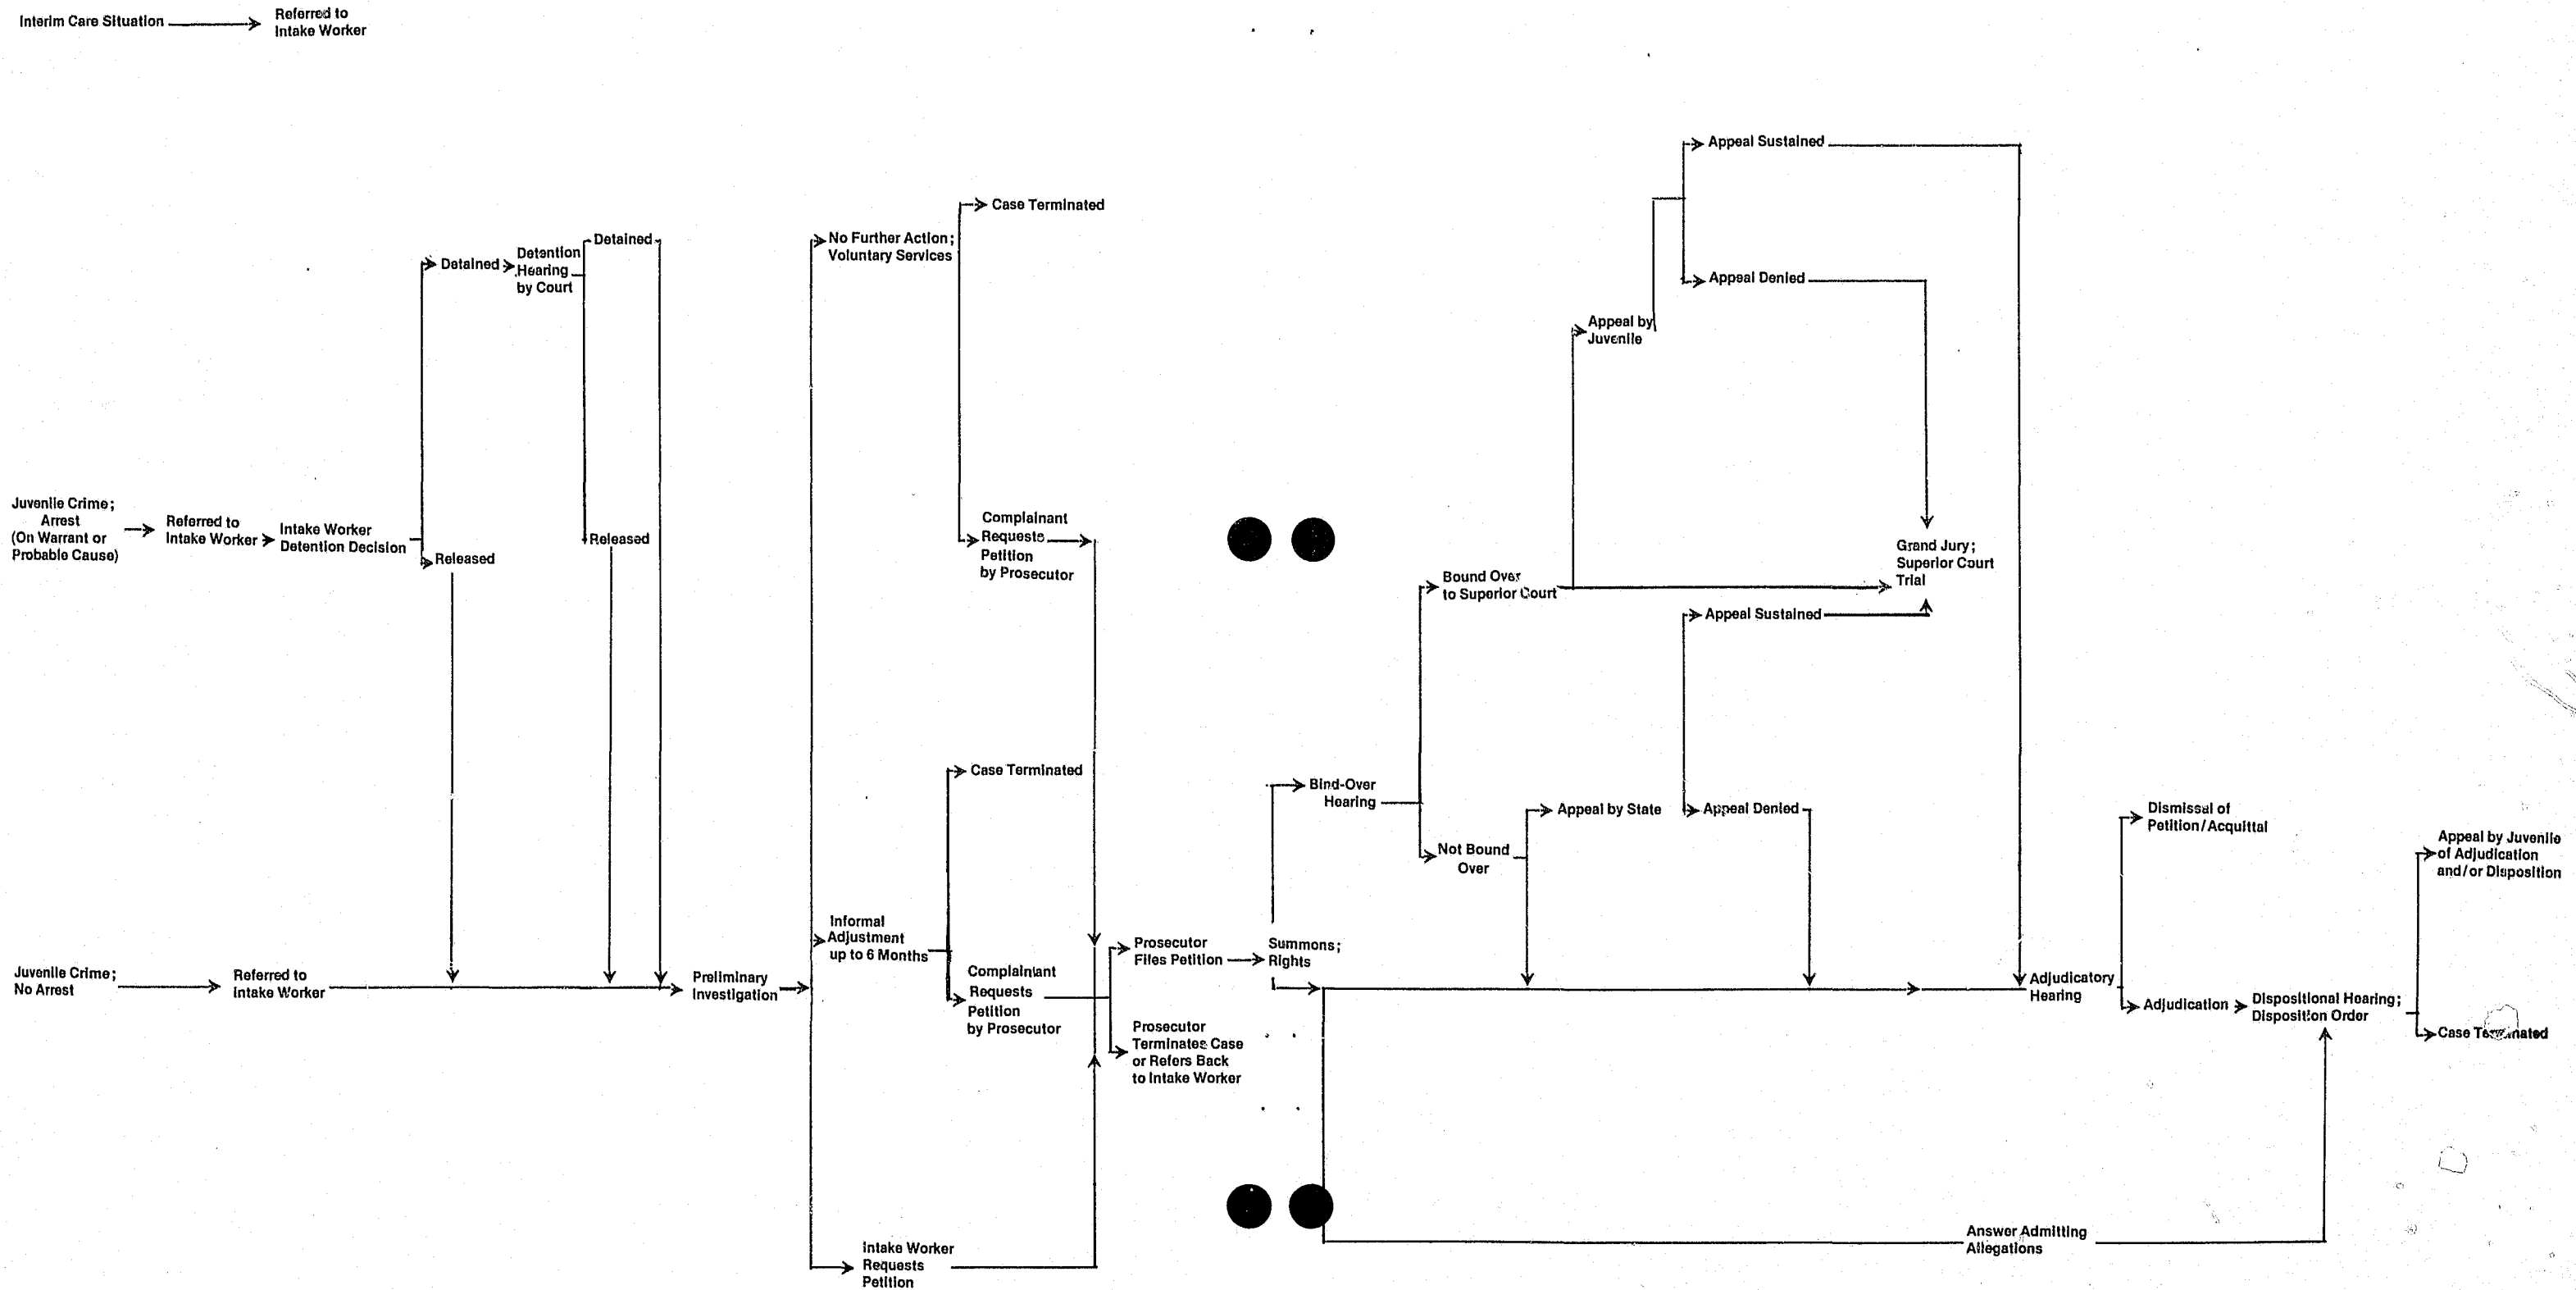 Interim Care Situation
Referred to
Intake Worker
Juvenile Crime;
Arrest
(On Warrant or
Probable Cause)
Referred to
Intake Worker
Intake Worker
Detention Decision
Detained
Released
Detention
Hearing
by Court
Detained
Released
Juvenile Crime;
No Arrest
Referred to
Intake Worker
Preliminary
Investigation
No Further Action;
Voluntary Services
Case Terminated
Complainant
Requests
Petition
by Prosecutor
Informal
Adjustment
up to 6 Months
Case Terminated
Complaintant
Requests
Petition
by Prosecutor
Intake Worker
Requests
Petition
Prosecutor
Files Petition
Prosecutor
Terminates Case
or Refers Back
to Intake Worker
Summons;
Rights
Bind-Over
Hearing
Bound Over
to Superior Court
Not Bound
Over
Appeal by
Juvenile
Appeal Sustained
Appeal Denied
Grand Jury;
Superior Court
Trial
Appeal by State
Appeal Sustained
Appeal Denied
Answer Admitting
Allegations
Adjudicatory
Hearing
Dismissal of
Petition/Acquittal
Adjudication
Dispositional Hearing;
Disposition Order
Appeal by Juvenile
of Adjudication
and/or Disposition
Case Terminated